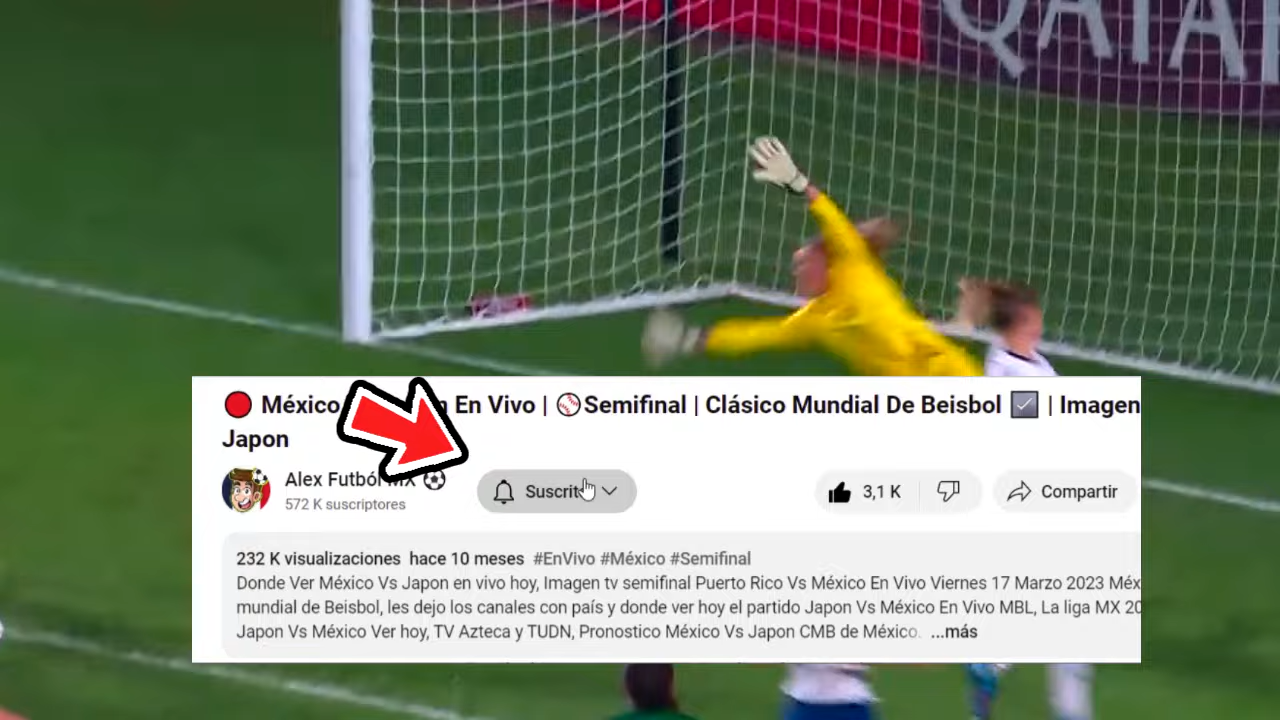 QATAR
México En Vivo | Semifinal | Clásico Mundial De Beisbol | Imagen
Japon
Alex Futból MX
572 K suscriptores
Suscrito
3,1 K
Compartir
232 K visualizaciones hace 10 meses #EnVivo #México #Semifinal
Donde Ver México Vs Japon en vivo hoy, Imagen tv semifinal Puerto Rico Vs México En Vivo Viernes 17 Marzo 2023 Méx
mundial de Beisbol, les dejo los canales con país y donde ver hoy el partido Japon Vs México En Vivo MBL, La liga MX 20
Japon Vs México Ver hoy, TV Azteca y TUDN, Pronostico México Vs Japon CMB de México. ...más